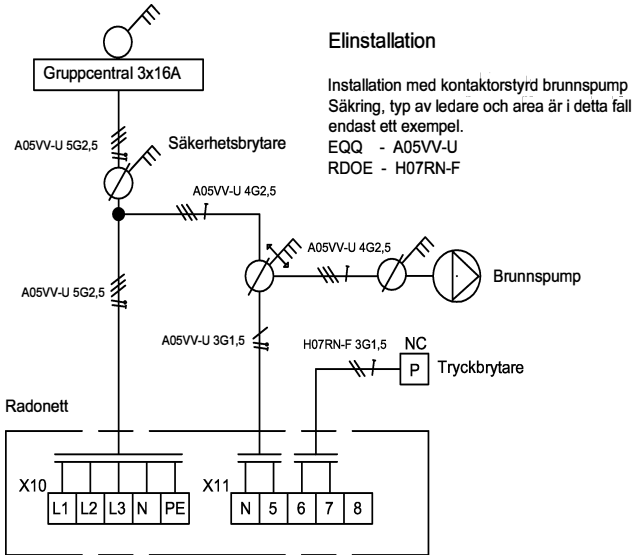 Elinstallation
Gruppcentral 3x16A
Installation med kontaktorstyrd brunnspump
Säkring, typ av ledare och area är i detta fall
endast ett exempel.
EQQ - A05VV-U
RDOE - H07RN-F
A05VV-U 5G2,5
Säkerhetsbrytare
A05VV-U 4G2,5
A05VV-U 4G2,5
Brunnspump
A05VV-U 5G2,5
A05VV-U 3G1,5
H07RN-F 3G1,5
NC
P
Tryckbrytare
Radonett
X10
L1 L2 L3 N PE
X11
N 5 6 7 8